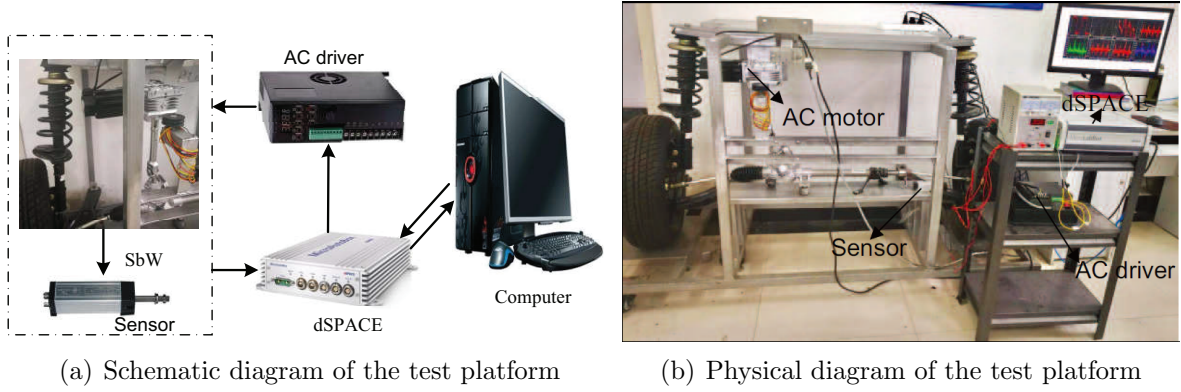 AC driver
SbW
Sensor
dSPACE
Computer
(a) Schematic diagram of the test platform
AC motor
dSPACE
Sensor
AC driver
(b) Physical diagram of the test platform